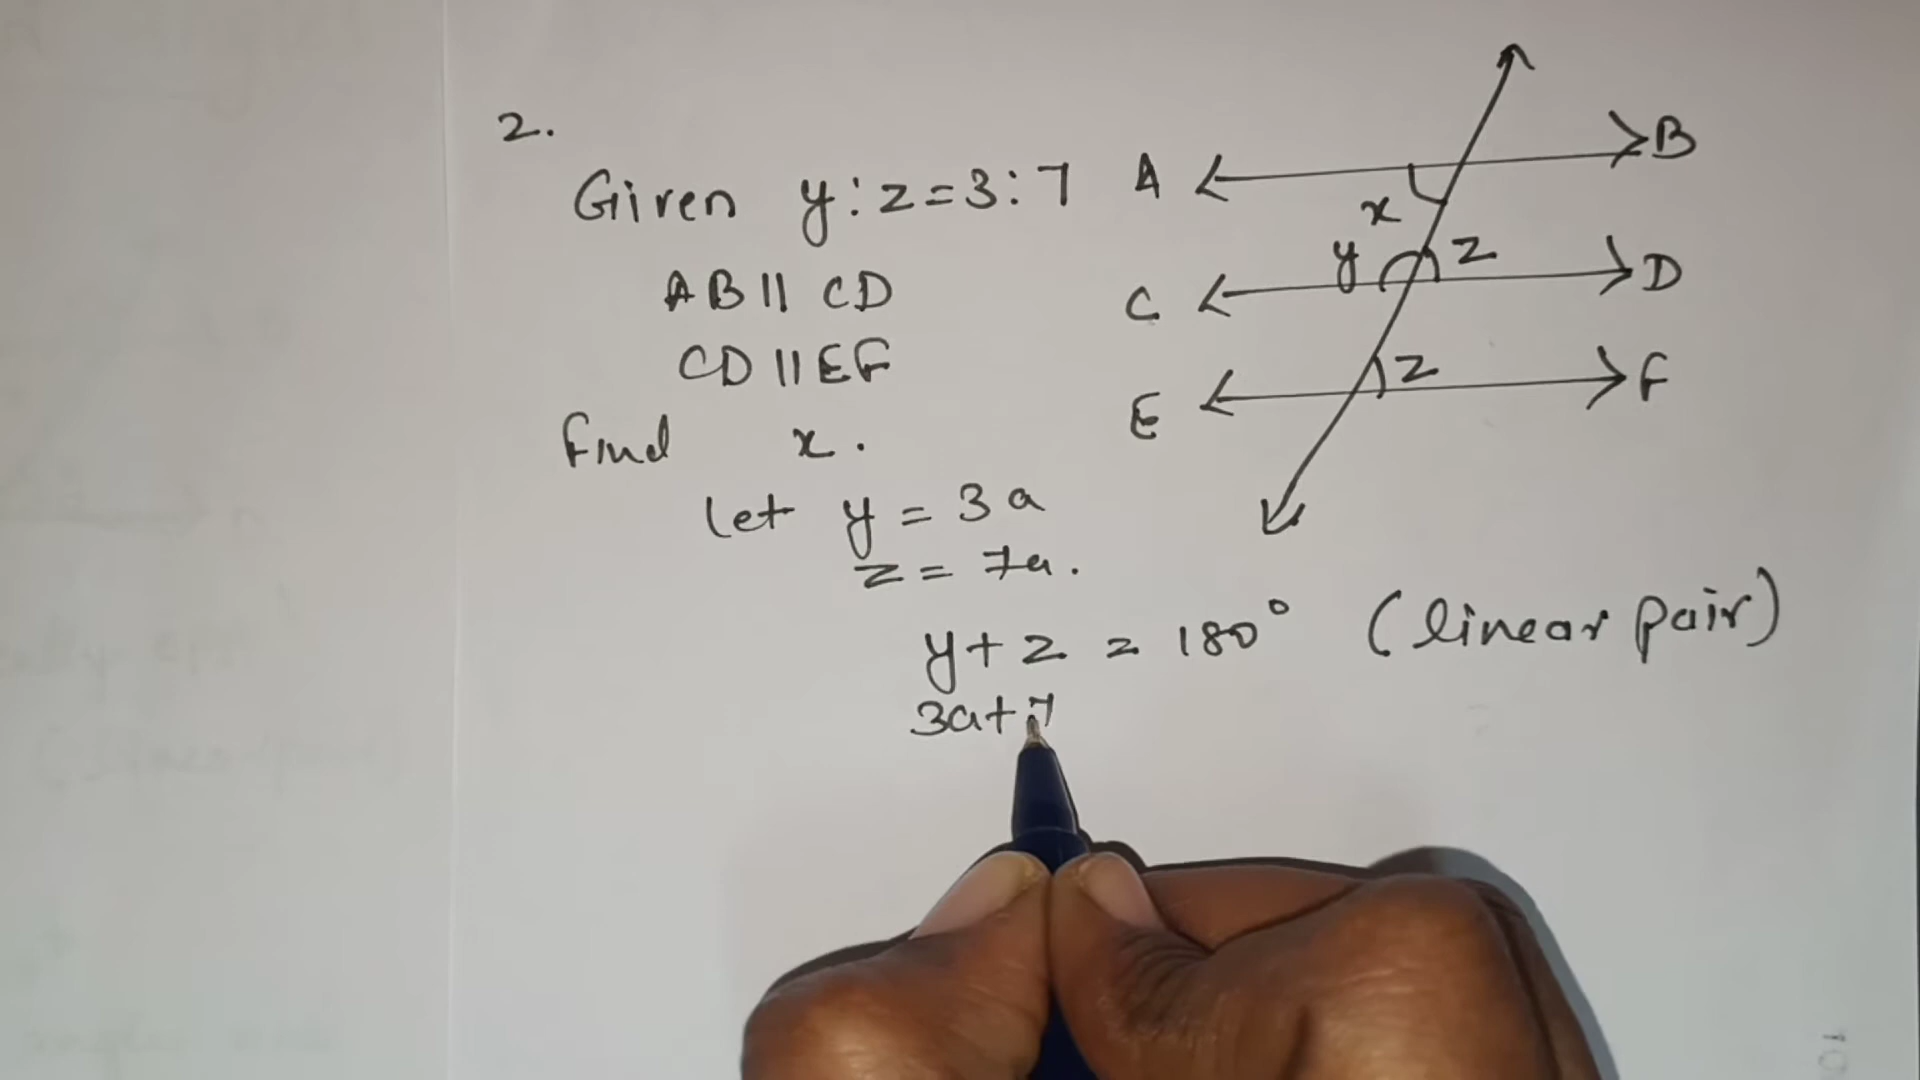 2.
Given y:z=3:7
AB || CD
CD || EF
Find x.
A B
x
y z
C D
z
E F
let y = 3a
z = 7a.
y+z = 180° (linear pair)
3a+7